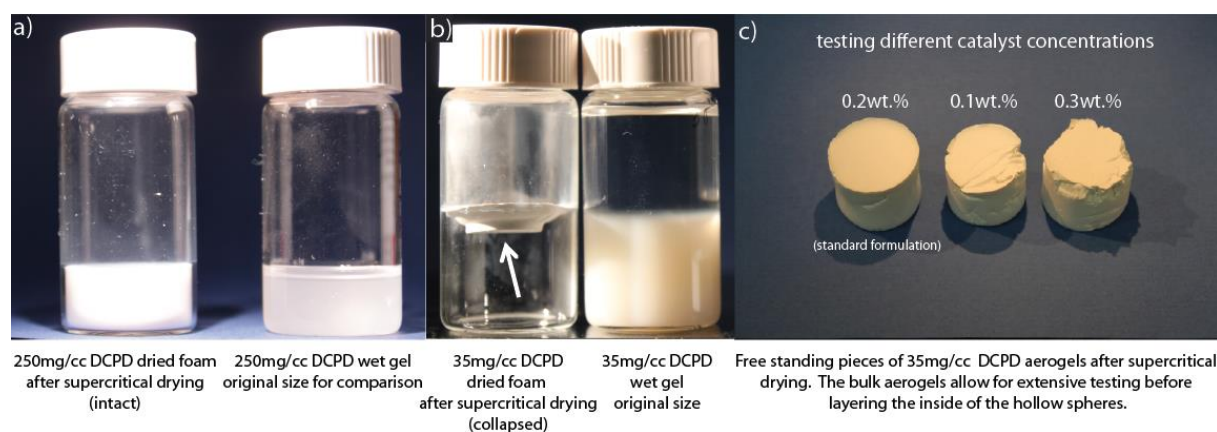 a)
b)
c)
testing different catalyst concentrations
0.2wt.%
0.1wt.%
0.3wt.%
(standard formulation)
250mg/cc DCPD dried foam
after supercritical drying
(intact)
250mg/cc DCPD wet gel
original size for comparison
35mg/cc DCPD
dried foam
after supercritical drying
(collapsed)
35mg/cc DCPD
wet gel
original size
Free standing pieces of 35mg/cc DCPD aerogels after supercritical
drying. The bulk aerogels allow for extensive testing before
layering the inside of the hollow spheres.